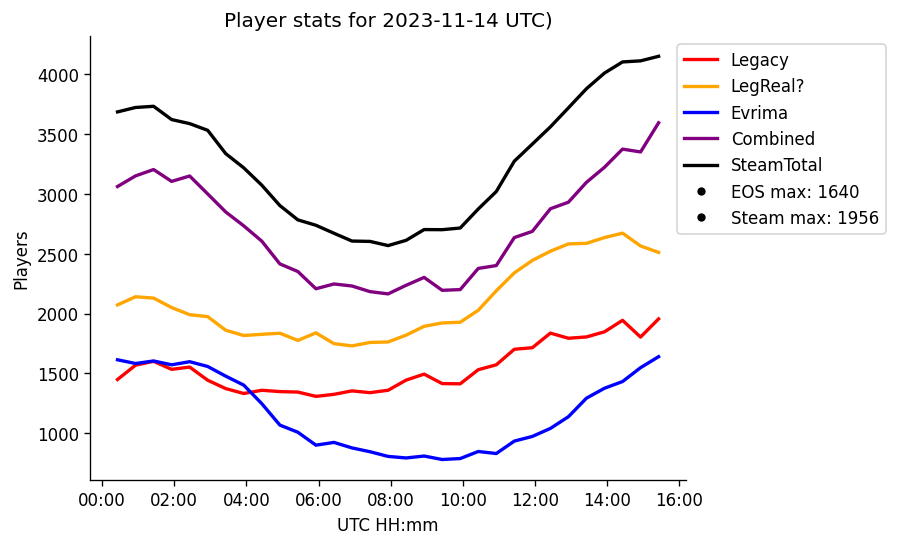 Player stats for 2023-11-14 UTC)
Legacy
LegReal?
Evrima
Combined
SteamTotal
EOS max: 1640
Steam max: 1956
4000
3500
3000
2500
2000
1500
1000
Players
00:00 02:00 04:00 06:00 08:00 10:00 12:00 14:00 16:00
UTC HH:mm